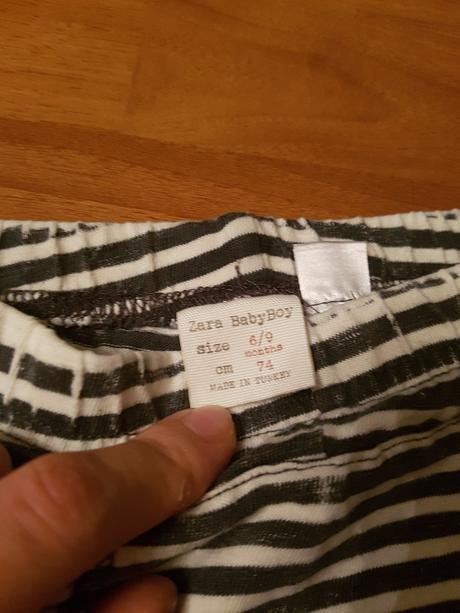 Zara BabyBoy
size 6/9
months
cm 74
MADE IN TURKEY